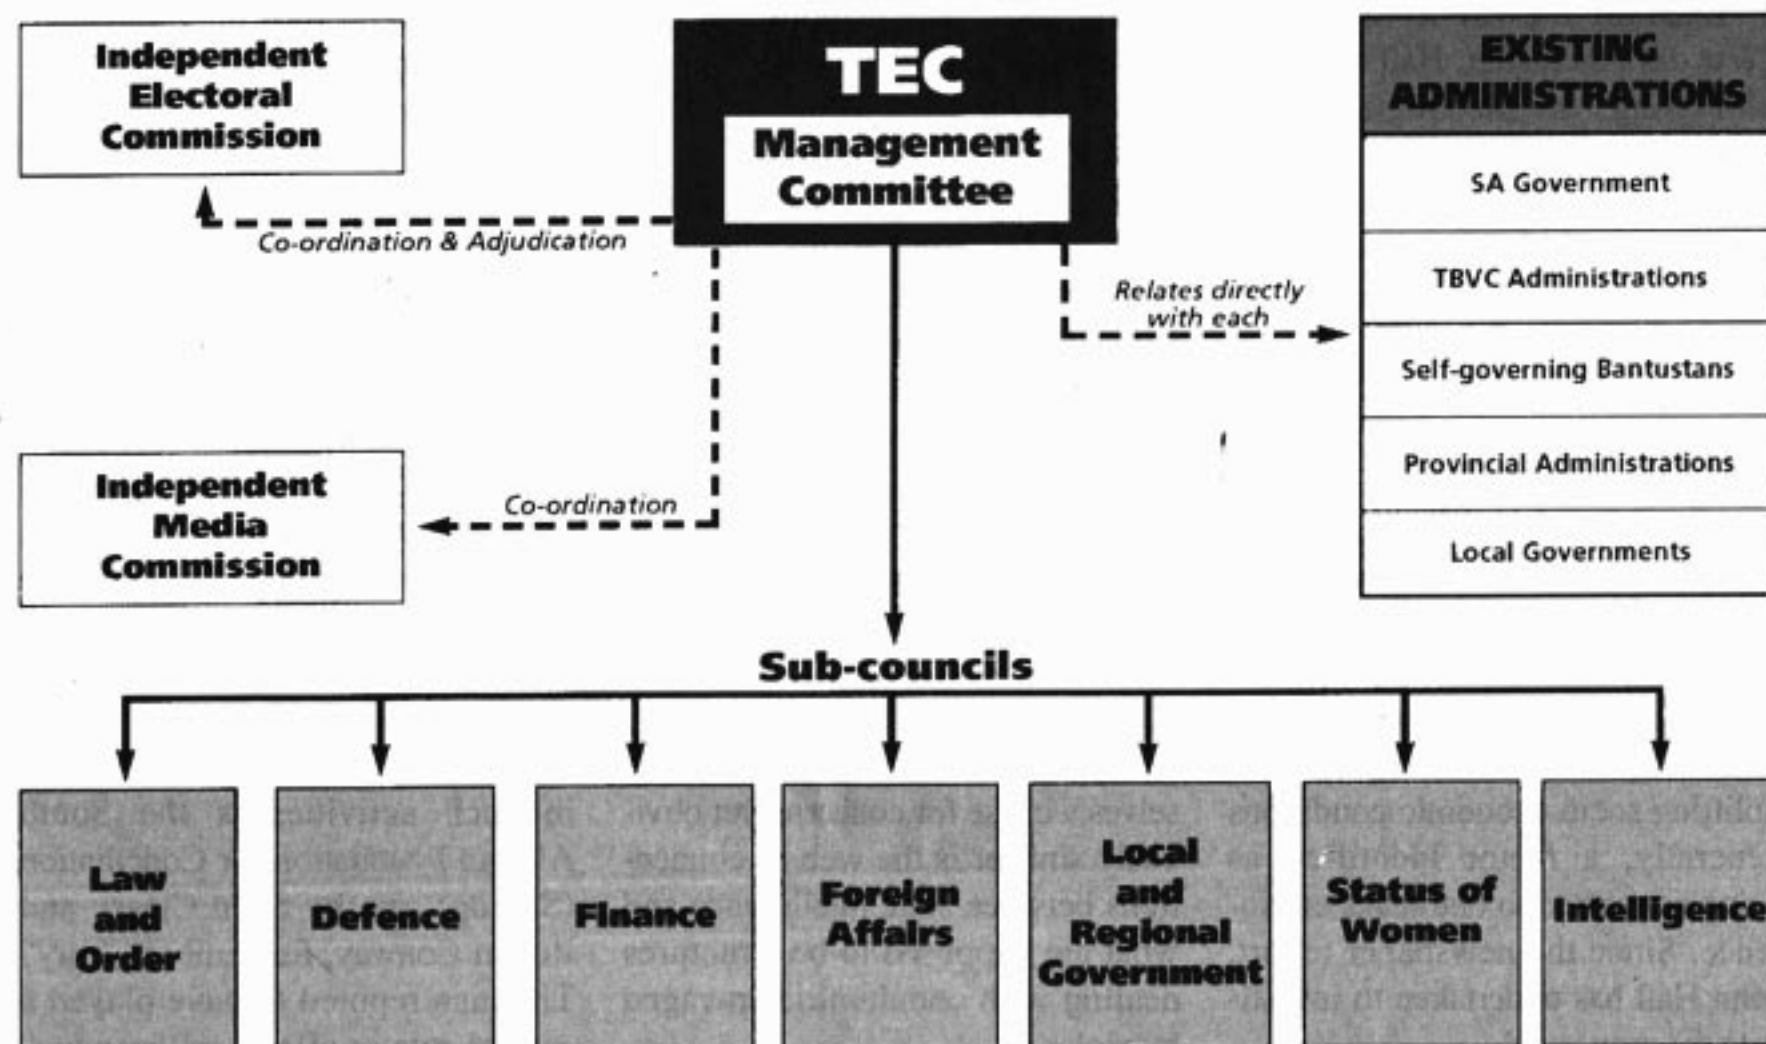 Independent
Electoral
Commission
TEC
Management
Committee
EXISTING
ADMINISTRATIONS
SA Government
TBVC Administrations
Self-governing Bantustans
Provincial Administrations
Local Governments
Co-ordination & Adjudication
Relates directly
with each
Independent
Media
Commission
Co-ordination
Sub-councils
Law
and
Order
Defence
Finance
Foreign
Affairs
Local
and
Regional
Government
Status of
Women
Intelligence